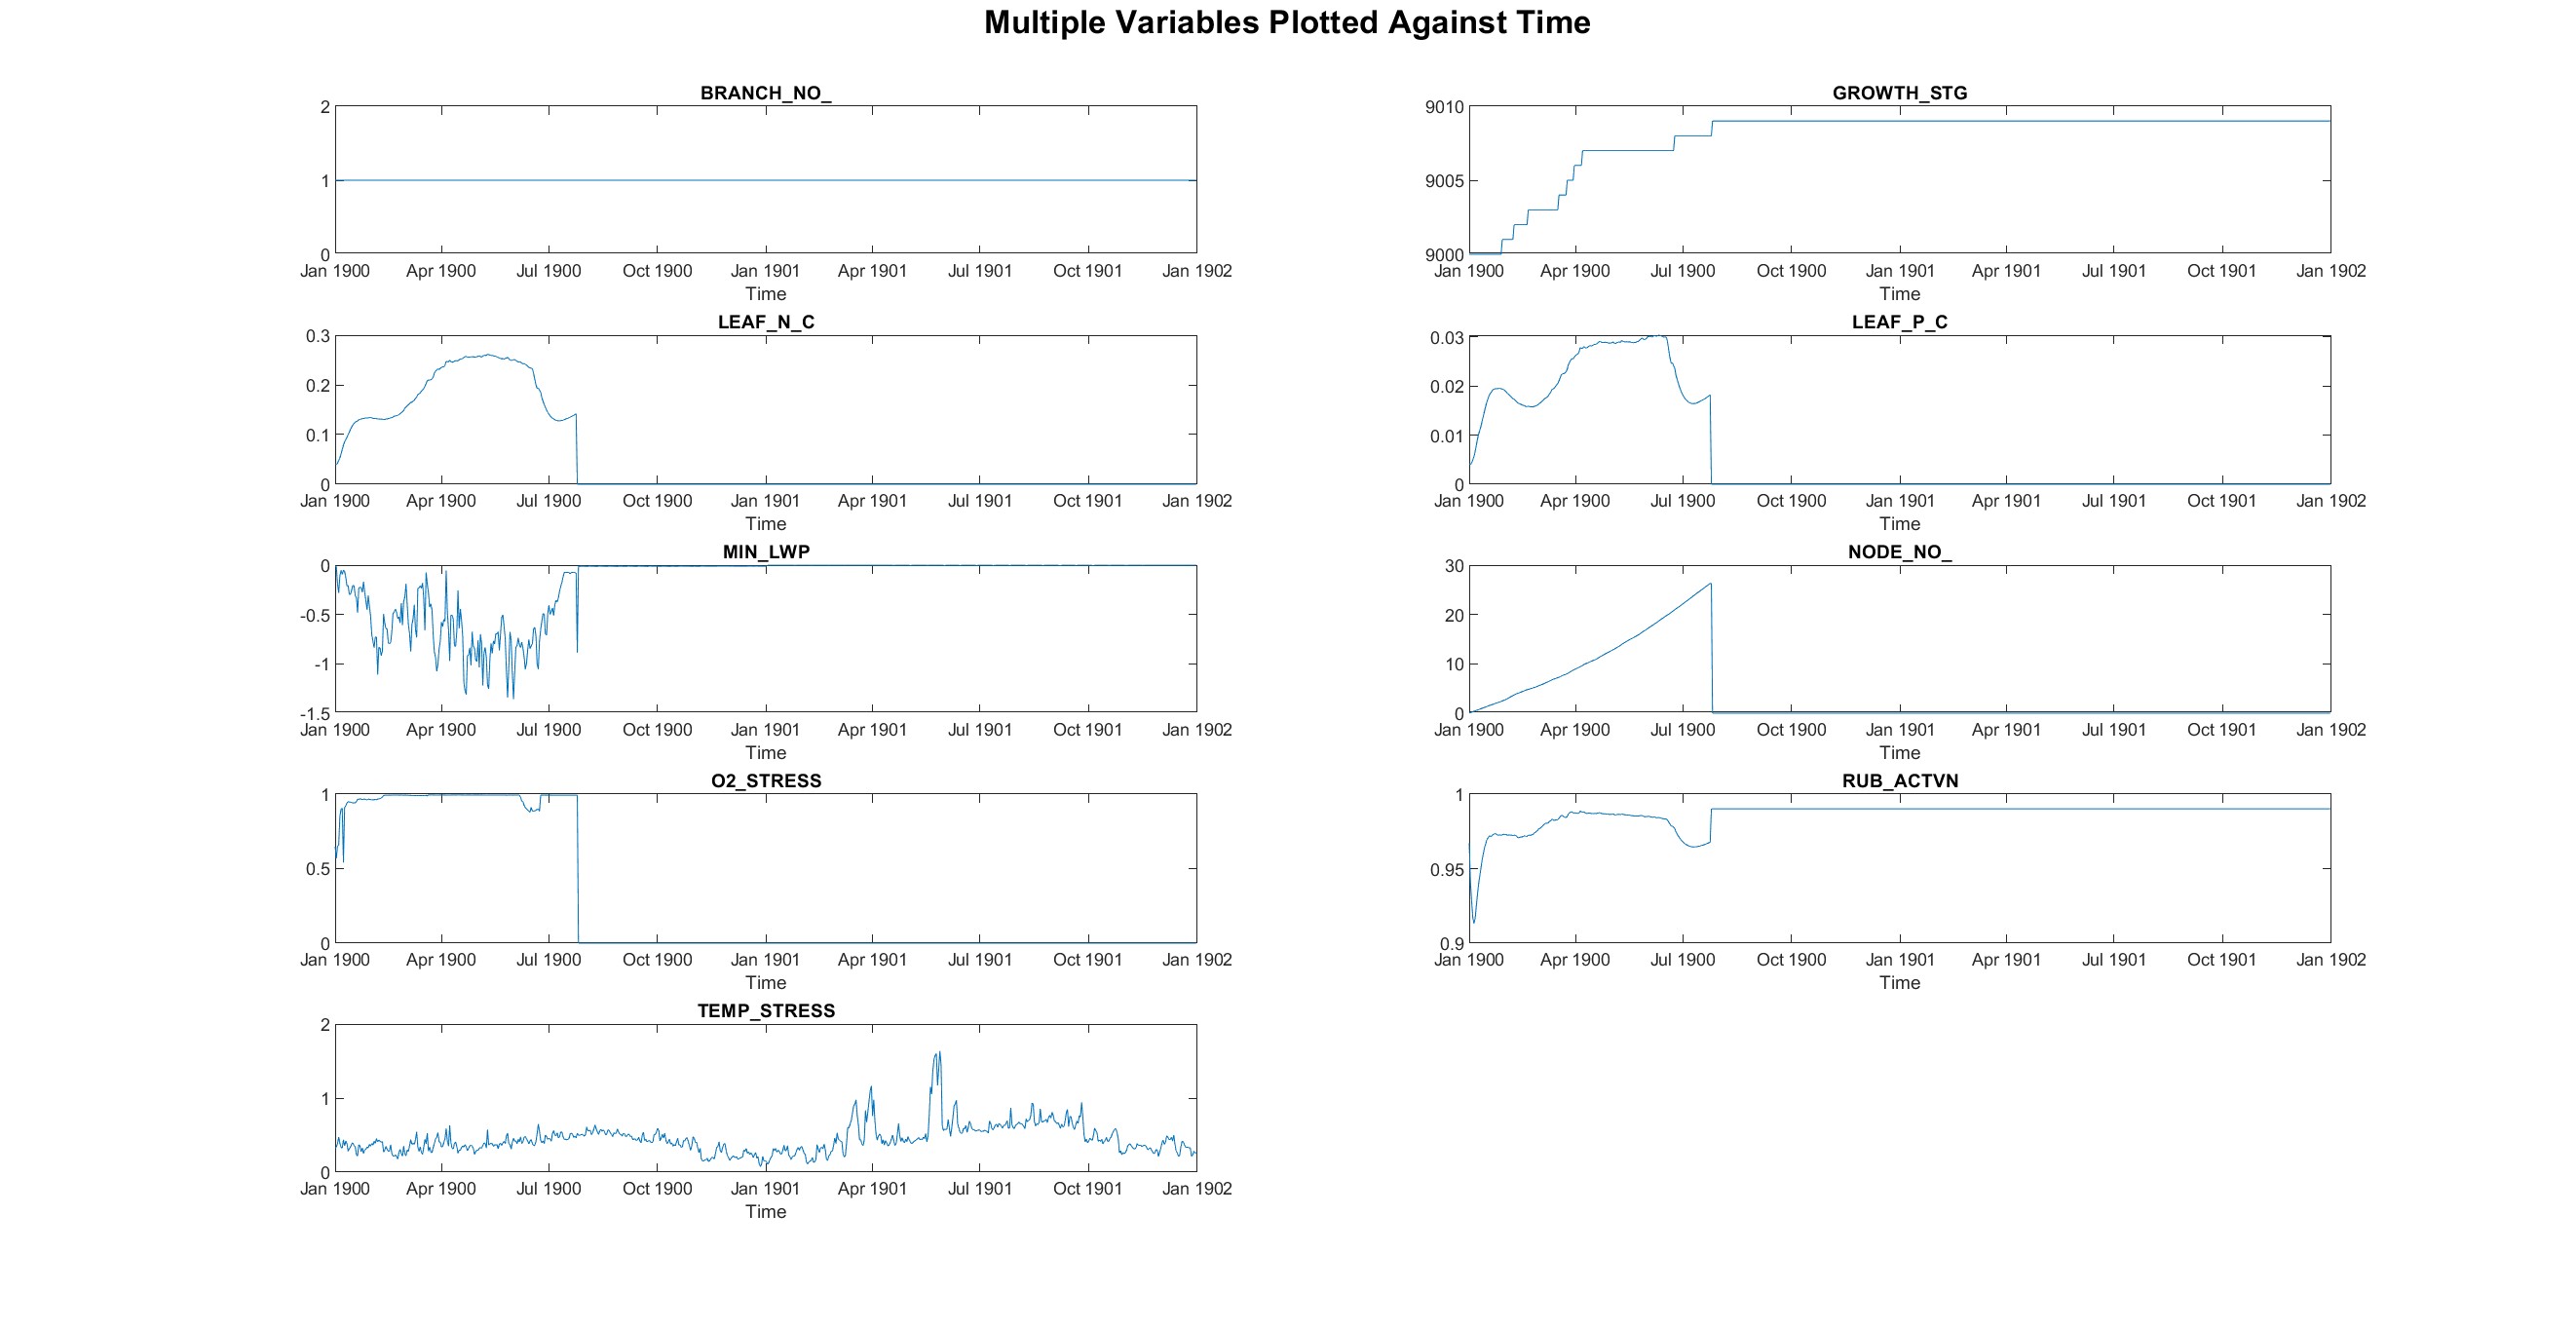 Multiple Variables Plotted Against Time
BRANCH_NO_
2
1
0
Jan 1900 Apr 1900 Jul 1900 Oct 1900 Jan 1901 Apr 1901 Jul 1901 Oct 1901 Jan 1902
Time
GROWTH_STG
9010
9005
9000
Jan 1900 Apr 1900 Jul 1900 Oct 1900 Jan 1901 Apr 1901 Jul 1901 Oct 1901 Jan 1902
Time
LEAF_N_C
0.3
0.2
0.1
0
Jan 1900 Apr 1900 Jul 1900 Oct 1900 Jan 1901 Apr 1901 Jul 1901 Oct 1901 Jan 1902
Time
LEAF_P_C
0.03
0.02
0.01
0
Jan 1900 Apr 1900 Jul 1900 Oct 1900 Jan 1901 Apr 1901 Jul 1901 Oct 1901 Jan 1902
Time
MIN_LWP
0
-0.5
-1
-1.5
Jan 1900 Apr 1900 Jul 1900 Oct 1900 Jan 1901 Apr 1901 Jul 1901 Oct 1901 Jan 1902
Time
NODE_NO_
30
20
10
0
Jan 1900 Apr 1900 Jul 1900 Oct 1900 Jan 1901 Apr 1901 Jul 1901 Oct 1901 Jan 1902
Time
O2_STRESS
1
0.5
0
Jan 1900 Apr 1900 Jul 1900 Oct 1900 Jan 1901 Apr 1901 Jul 1901 Oct 1901 Jan 1902
Time
RUB_ACTVN
1
0.95
0.9
Jan 1900 Apr 1900 Jul 1900 Oct 1900 Jan 1901 Apr 1901 Jul 1901 Oct 1901 Jan 1902
Time
TEMP_STRESS
2
1
0
Jan 1900 Apr 1900 Jul 1900 Oct 1900 Jan 1901 Apr 1901 Jul 1901 Oct 1901 Jan 1902
Time